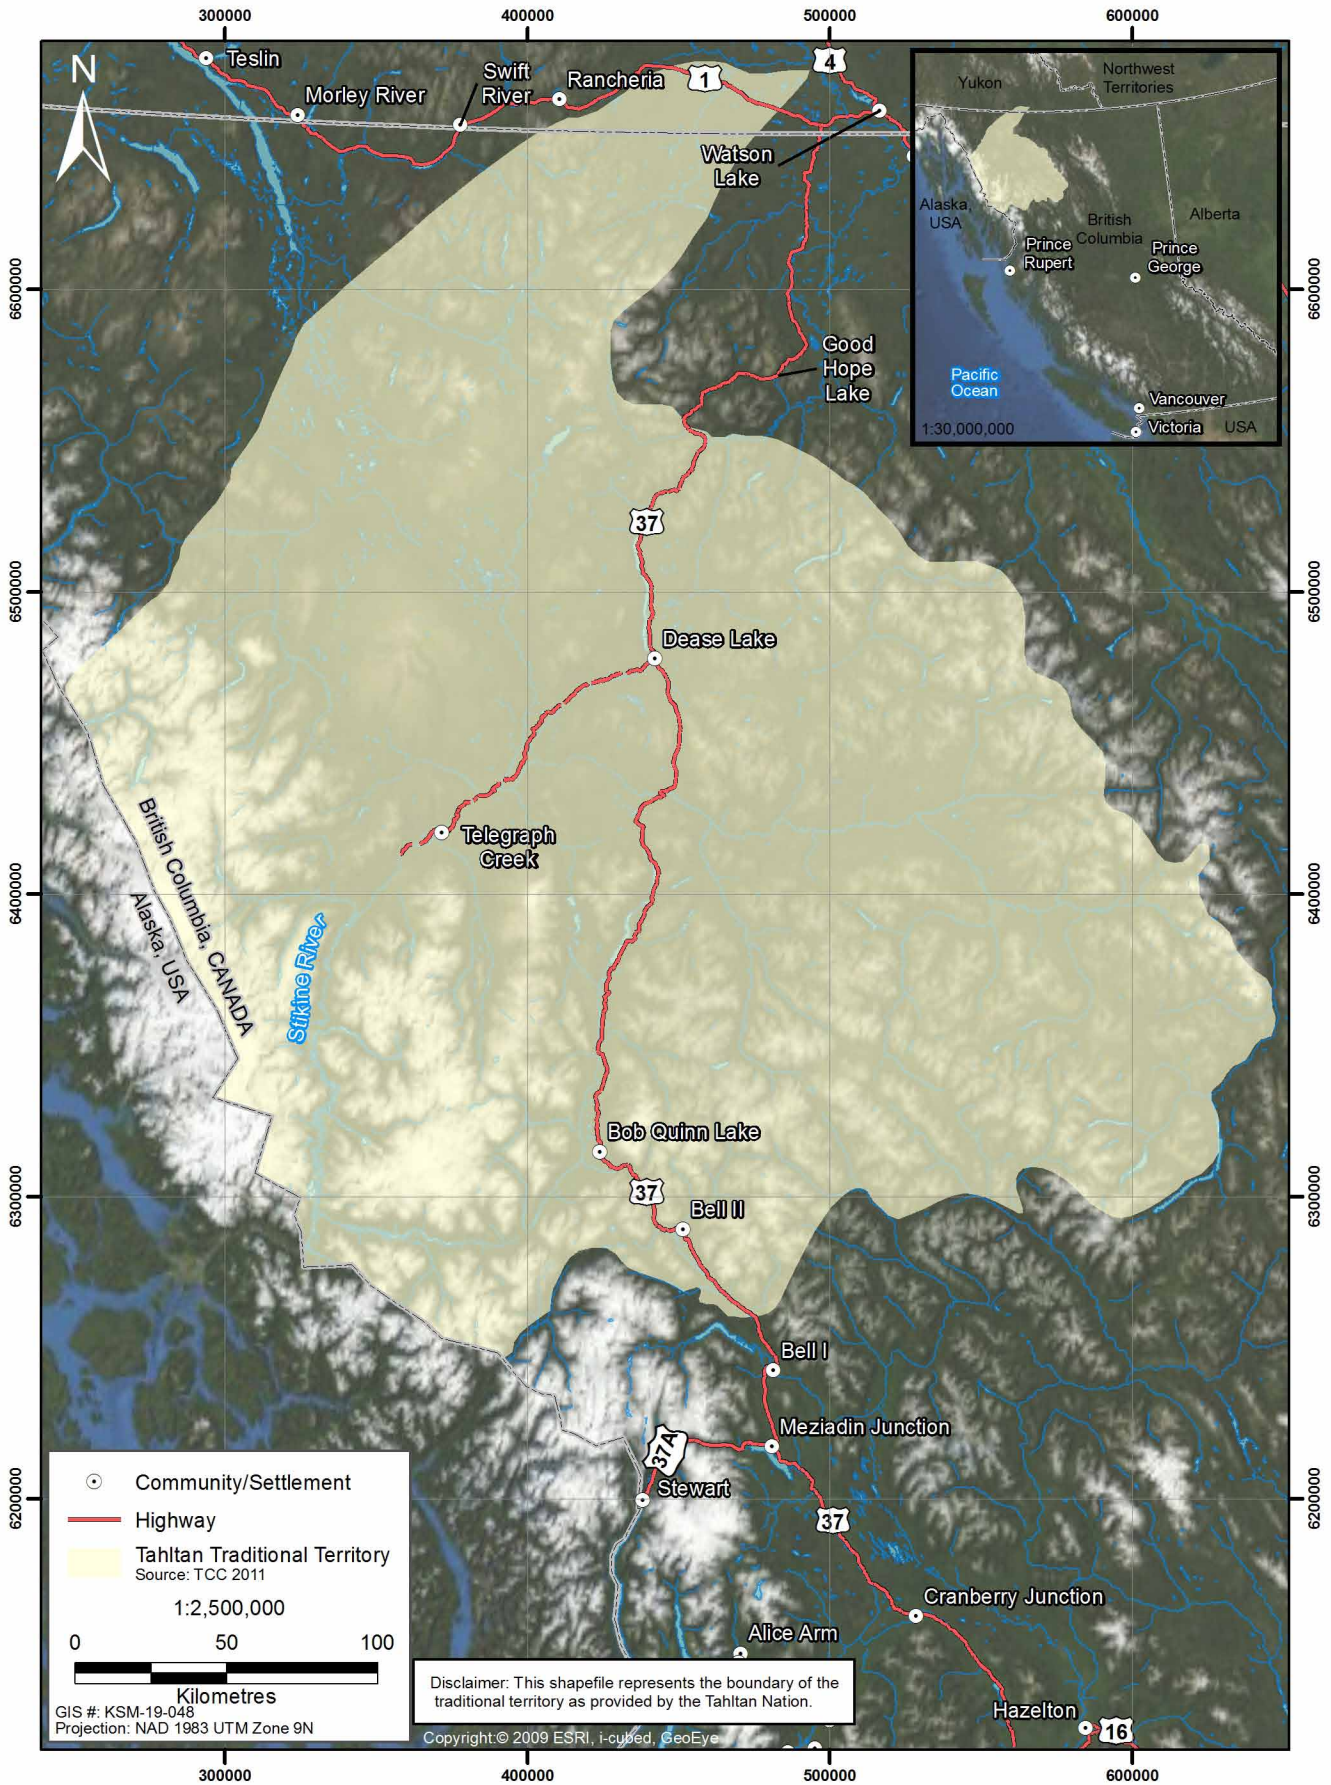 300000
400000
500000
600000
N
Teslin
Morley River
Swift
River
Rancheria
1
4
Watson
Lake
Yukon
Northwest
Territories
Alaska,
USA
British
Columbia
Alberta
Prince
Rupert
Prince
George
Pacific
Ocean
Vancouver
Victoria
USA
1:30,000,000
6600000
6600000
Good
Hope
Lake
37
6500000
6500000
Dease Lake
Telegraph
Creek
British Columbia, CANADA
Alaska, USA
6400000
6400000
Stikine River
Bob Quinn Lake
37
Bell II
6300000
6300000
Bell I
Meziadin Junction
37A
Stewart
6200000
6200000
37
Cranberry Junction
Alice Arm
Hazelton
16
Community/Settlement
Highway
Tahltan Traditional Territory
Source: TCC 2011
1:2,500,000
0
50
100
Kilometres
GIS #: KSM-19-048
Projection: NAD 1983 UTM Zone 9N
Disclaimer: This shapefile represents the boundary of the
traditional territory as provided by the Tahltan Nation.
Copyright:© 2009 ESRI, i-cubed, GeoEye
300000
400000
500000
600000